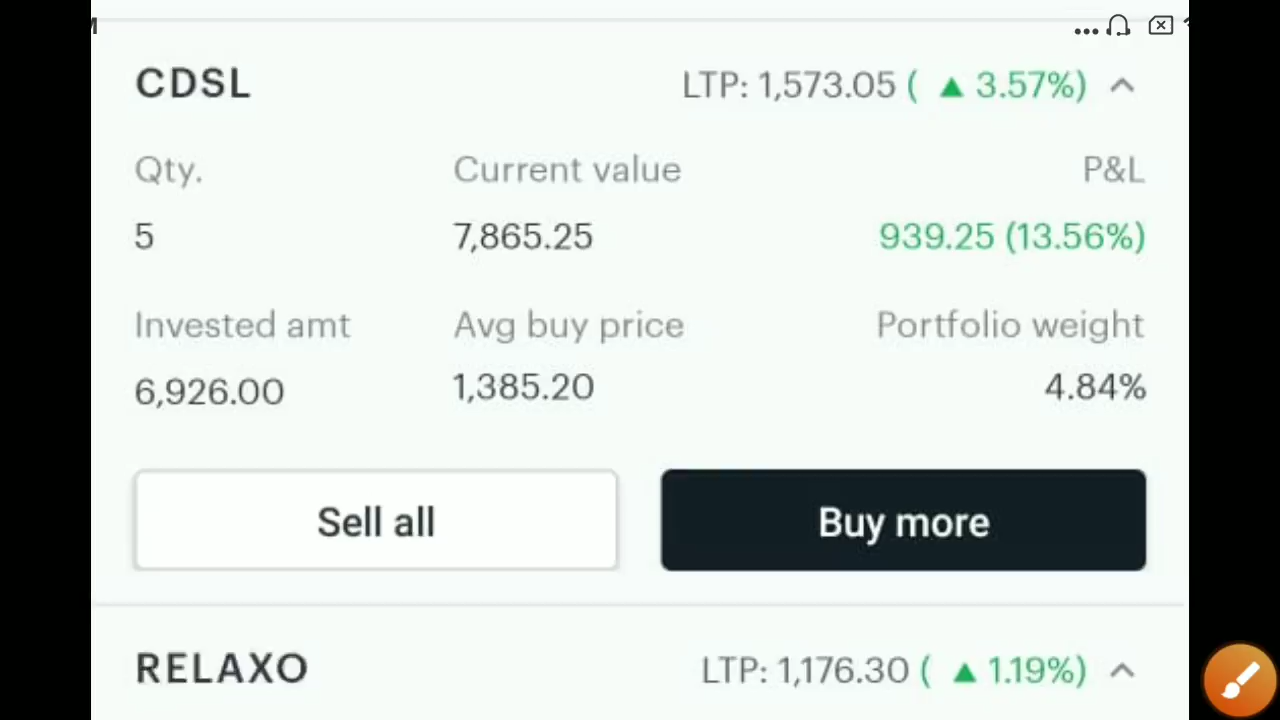 M
CDSL LTP: 1,573.05 ( ▲ 3.57%)
Qty. Current value P&L
5 7,865.25 939.25 (13.56%)
Invested amt Avg buy price Portfolio weight
6,926.00 1,385.20 4.84%
Sell all Buy more
RELAXO LTP: 1,176.30 ( ▲ 1.19%)